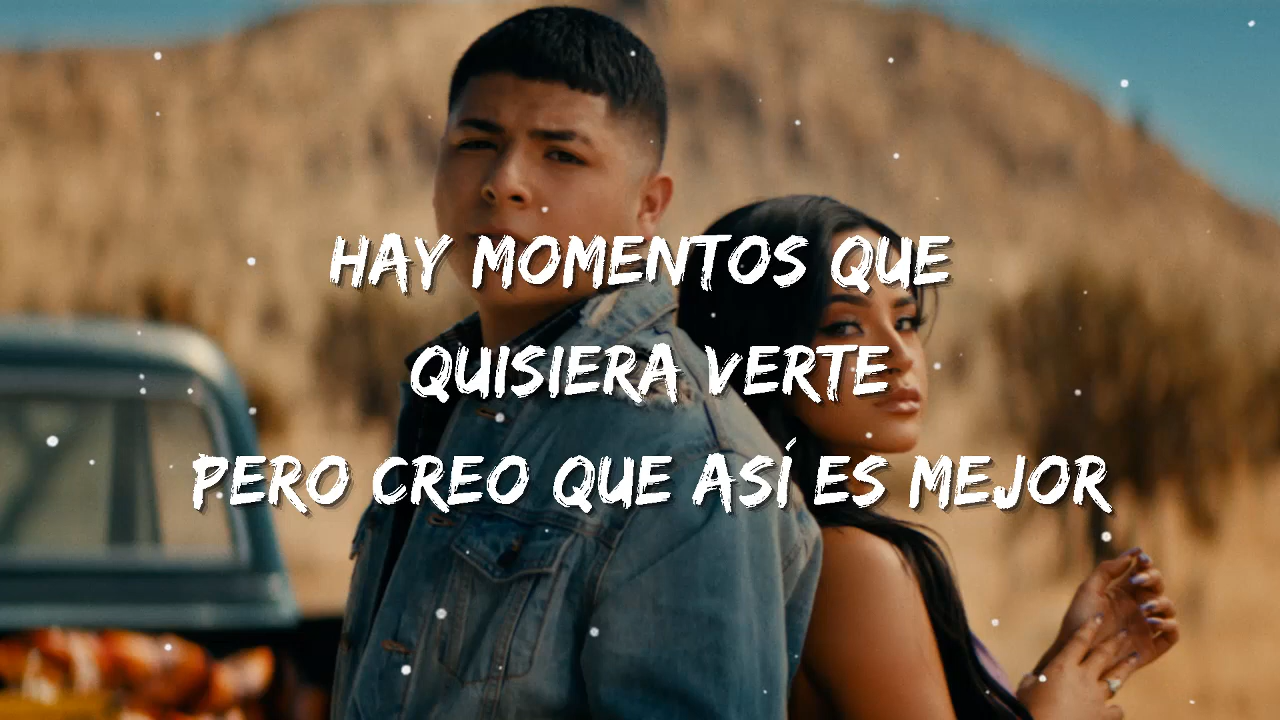 HAY MOMENTOS QUE
QUISIERA VERTE
PERO CREO QUE ASÍ ES MEJOR